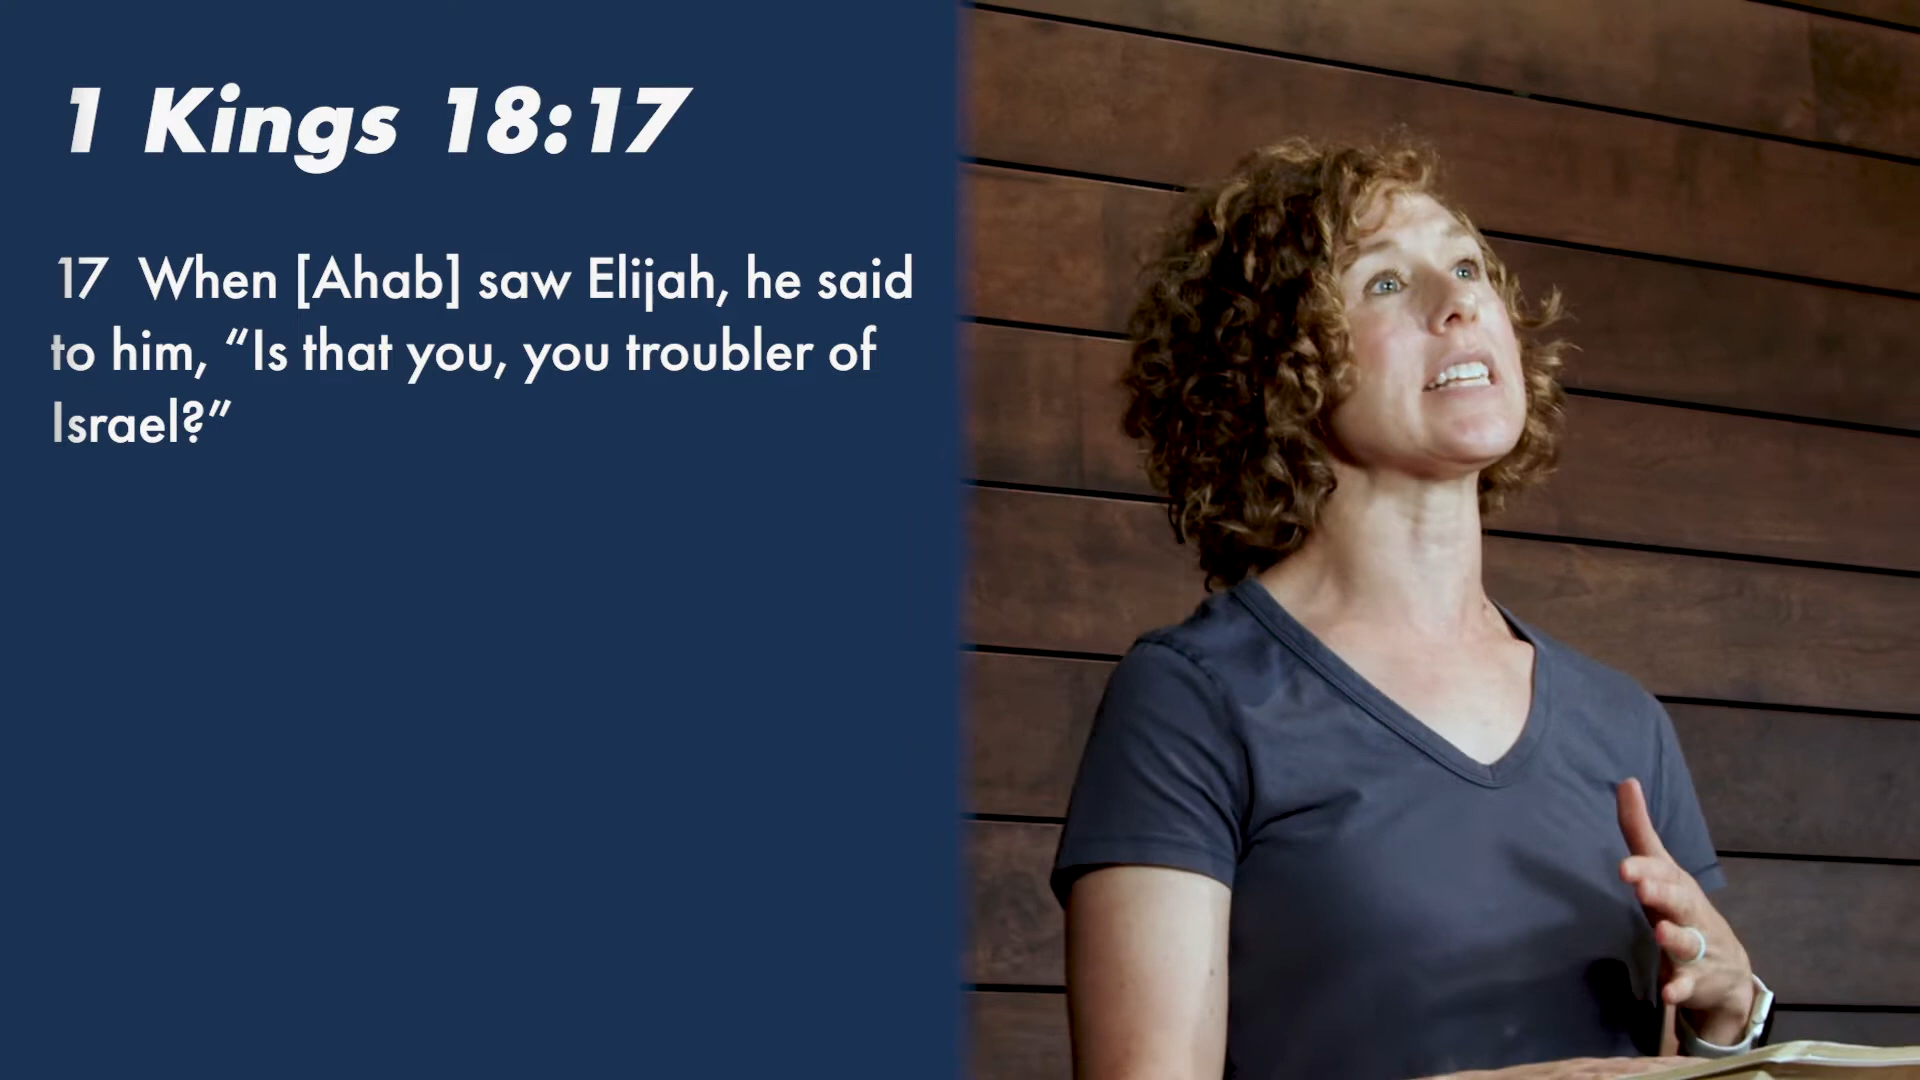 1 Kings 18:17
17 When [Ahab] saw Elijah, he said
to him, “Is that you, you troubler of
Israel?”